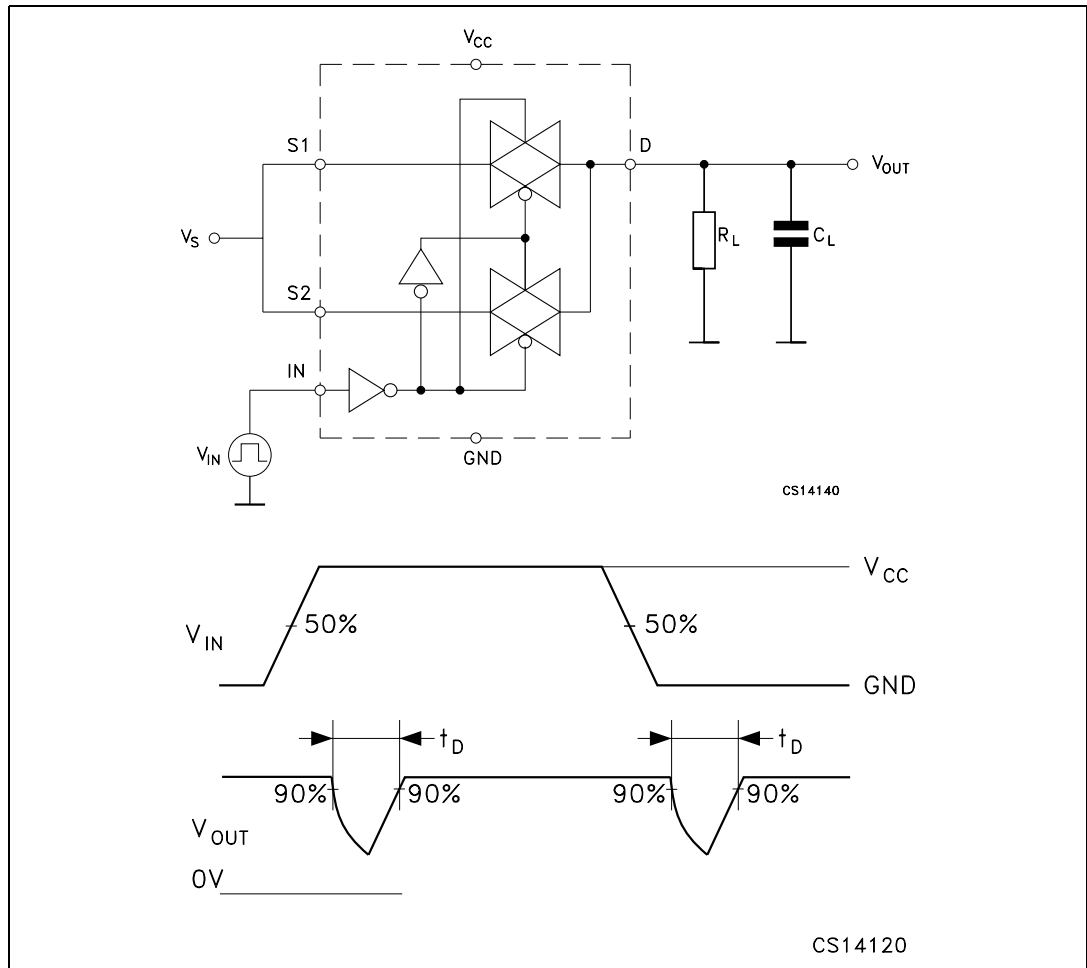 VCC
S1
D
VOUT
VS
RL
CL
S2
IN
VIN
GND
CS14140
VCC
50%
50%
VIN
GND
tD
tD
90%
90%
90%
90%
VOUT
0V
CS14120